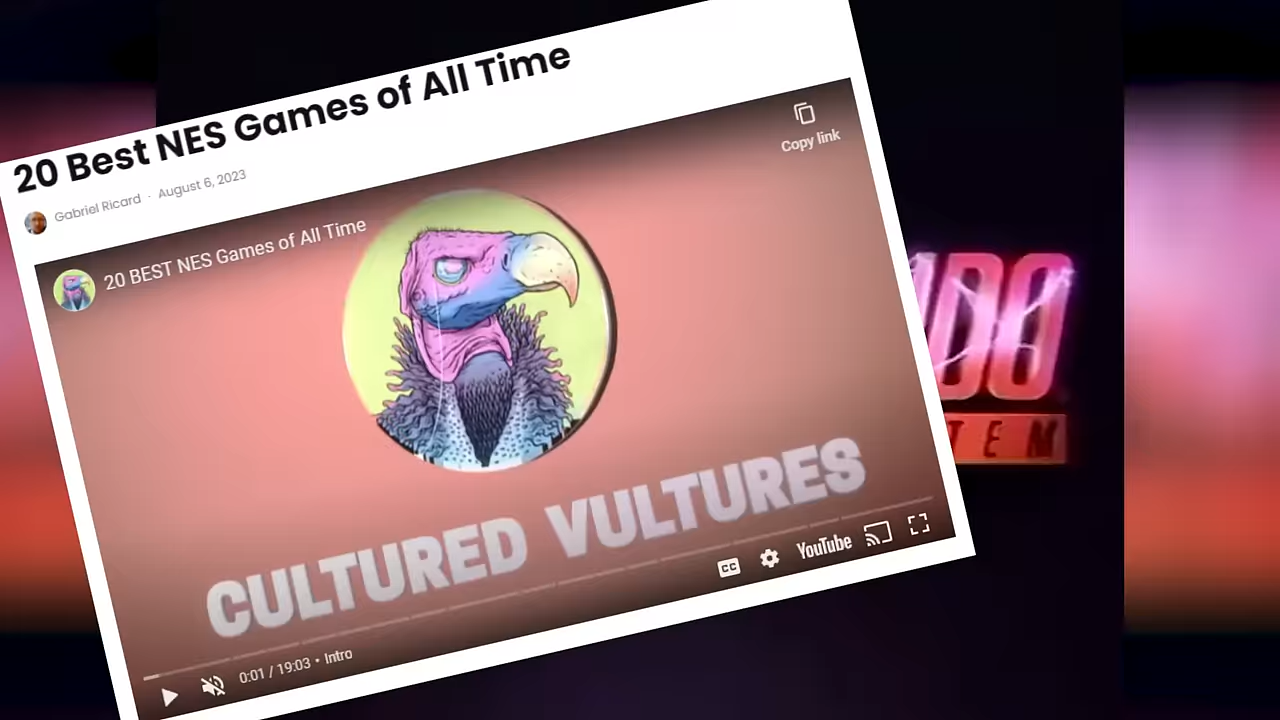 20 Best NES Games of All Time
Gabriel Ricard · August 6, 2023
Copy link
20 BEST NES Games of All Time
CULTURED VULTURES
CC
YouTube
0:01 / 19:03 • Intro